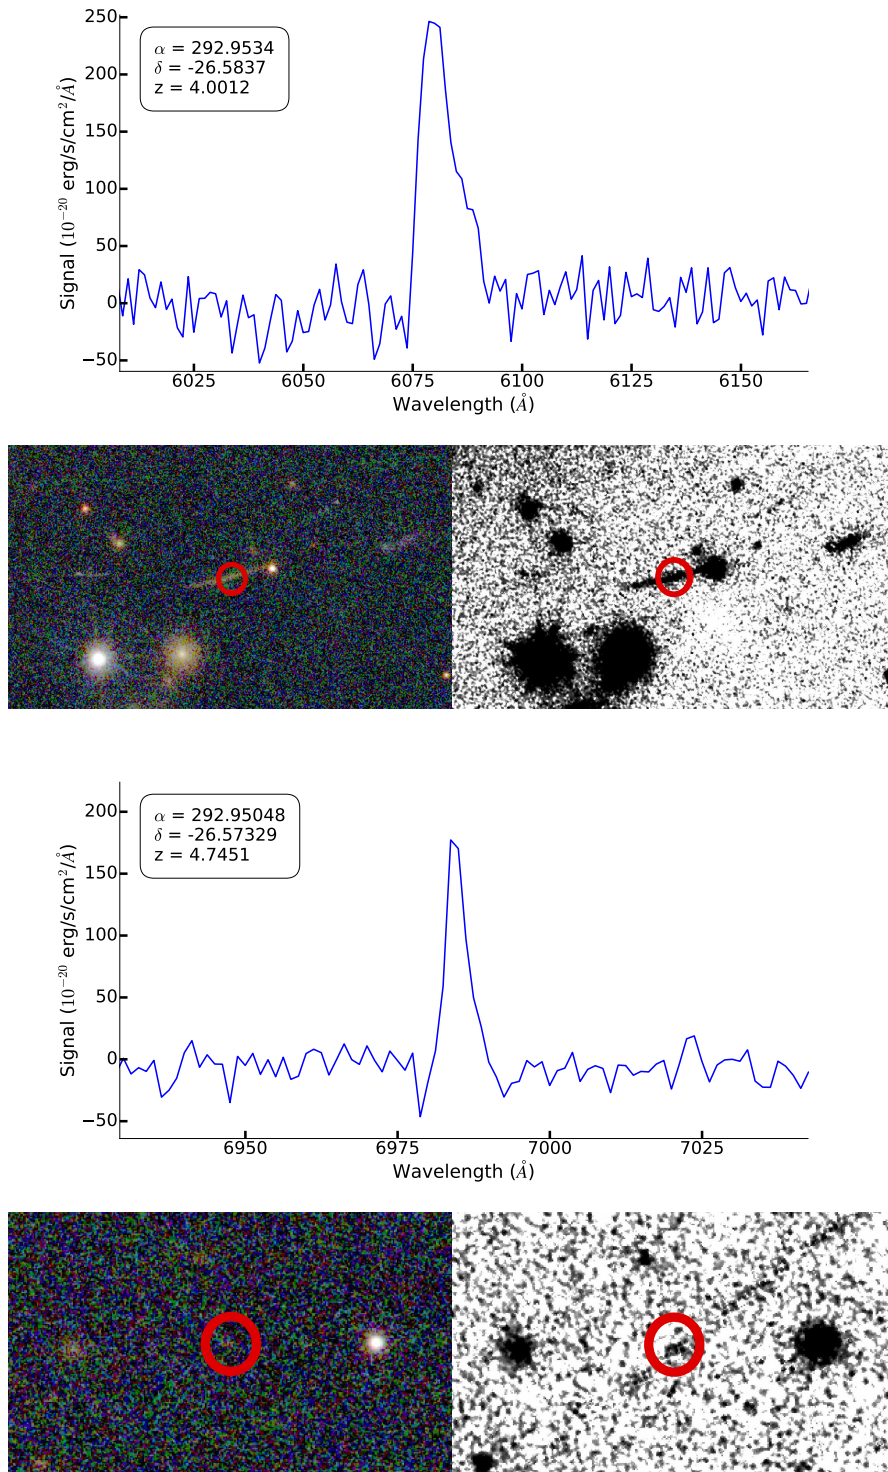 250
200
150
100
50
0
−50
Signal (10⁻²⁰ erg/s/cm²/Å)
α = 292.9534
δ = -26.5837
z = 4.0012
6025 6050 6075 6100 6125 6150
Wavelength (Å)
200
150
100
50
0
−50
Signal (10⁻²⁰ erg/s/cm²/Å)
α = 292.95048
δ = -26.57329
z = 4.7451
6950 6975 7000 7025
Wavelength (Å)